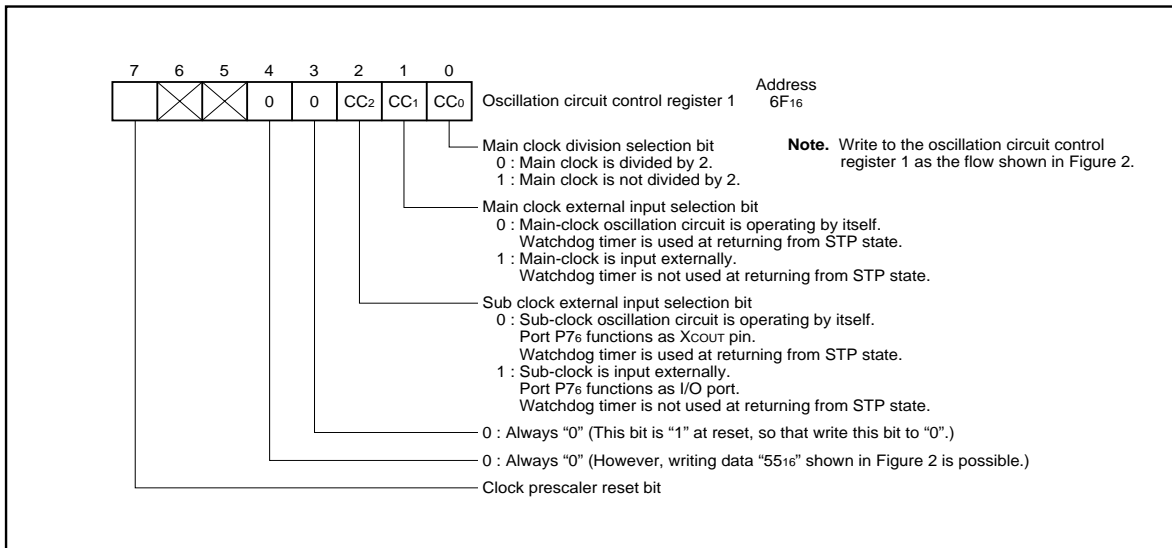 7 6 5 4 3 2 1 0
0 0 CC2 CC1 CC0 Oscillation circuit control register 1
Address
6F16
Note. Write to the oscillation circuit control
register 1 as the flow shown in Figure 2.
Main clock division selection bit
0 : Main clock is divided by 2.
1 : Main clock is not divided by 2.
Main clock external input selection bit
0 : Main-clock oscillation circuit is operating by itself.
Watchdog timer is used at returning from STP state.
1 : Main-clock is input externally.
Watchdog timer is not used at returning from STP state.
Sub clock external input selection bit
0 : Sub-clock oscillation circuit is operating by itself.
Port P76 functions as XCOUT pin.
Watchdog timer is used at returning from STP state.
1 : Sub-clock is input externally.
Port P76 functions as I/O port.
Watchdog timer is not used at returning from STP state.
0 : Always “0” (This bit is “1” at reset, so that write this bit to “0”.)
0 : Always “0” (However, writing data “5516” shown in Figure 2 is possible.)
Clock prescaler reset bit